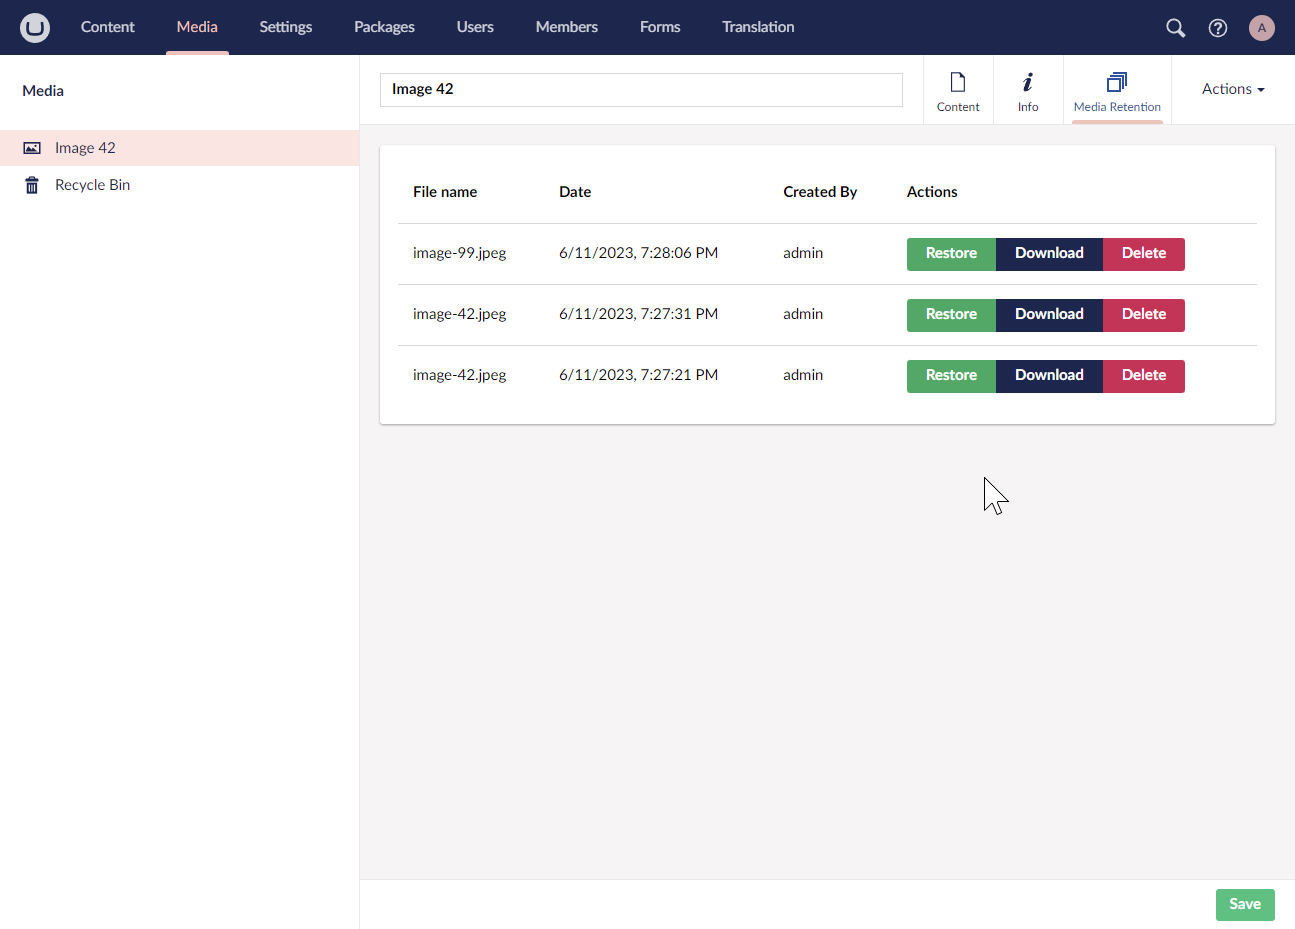 Content Media Settings Packages Users Members Forms Translation A
Media
Image 42
Recycle Bin
Image 42
Content
Info
Media Retention
Actions
File name Date Created By Actions
image-99.jpeg 6/11/2023, 7:28:06 PM admin Restore Download Delete
image-42.jpeg 6/11/2023, 7:27:31 PM admin Restore Download Delete
image-42.jpeg 6/11/2023, 7:27:21 PM admin Restore Download Delete
Save